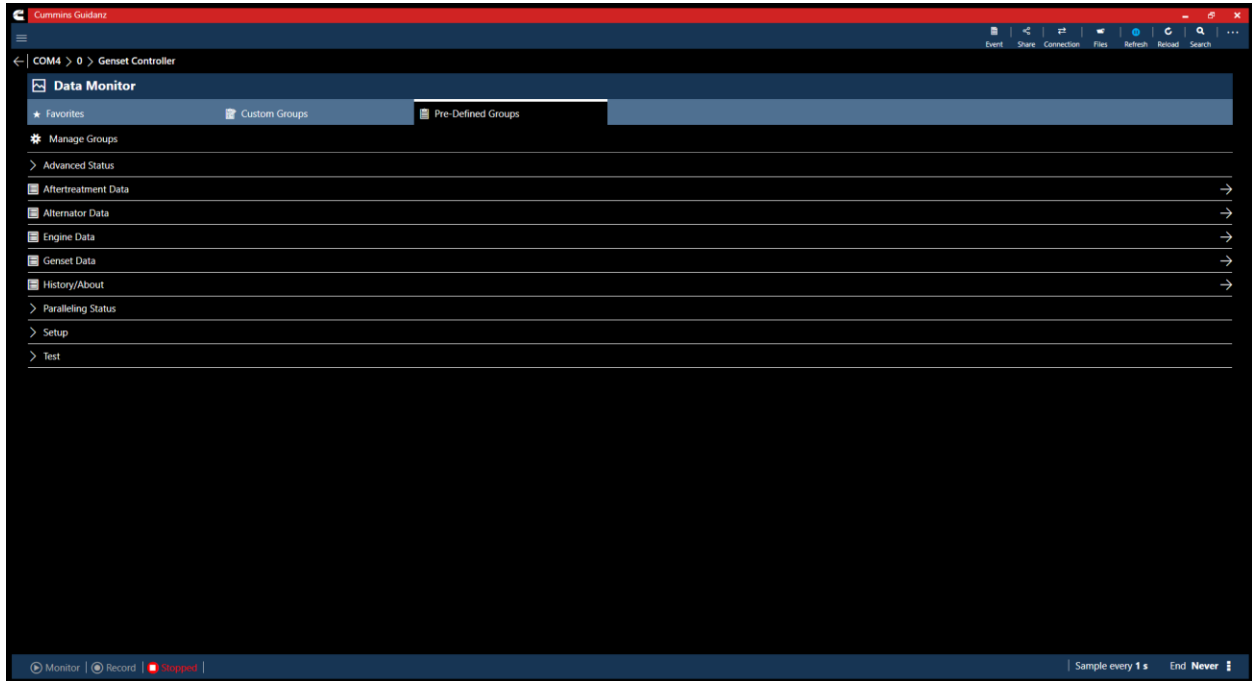 Cummins Guidanz
Event Share Connection Files Refresh Reload Search
COM4 > 0 > Genset Controller
Data Monitor
Favorites Custom Groups Pre-Defined Groups
Manage Groups
Advanced Status
Aftertreatment Data
Alternator Data
Engine Data
Genset Data
History/About
Paralleling Status
Setup
Test
Monitor | Record | Stopped | | Sample every 1 s End Never